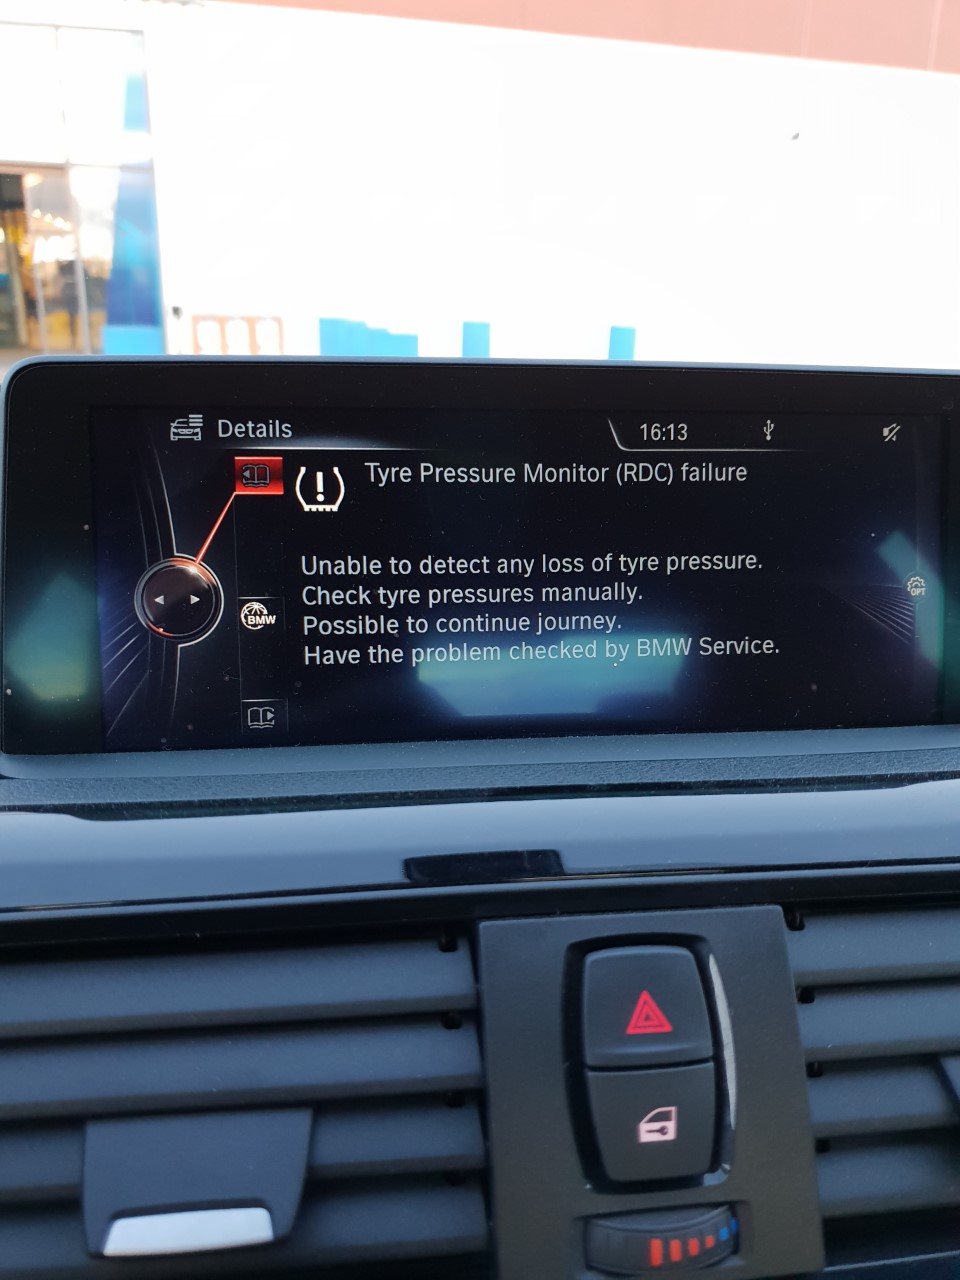 Details
16:13
Tyre Pressure Monitor (RDC) failure
Unable to detect any loss of tyre pressure.
Check tyre pressures manually.
Possible to continue journey.
Have the problem checked by BMW Service.
BMW
OPT